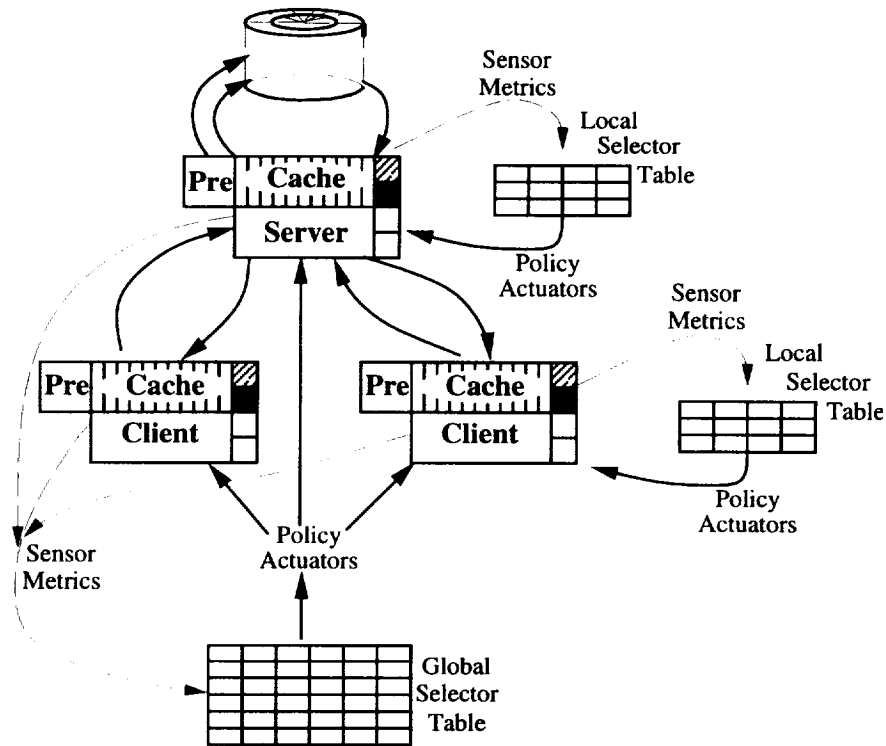 Sensor
Metrics
Local
Selector
Table
Pre
Cache
Server
Policy
Actuators
Sensor
Metrics
Local
Selector
Table
Pre
Cache
Client
Pre
Cache
Client
Policy
Actuators
Policy
Actuators
Sensor
Metrics
Global
Selector
Table